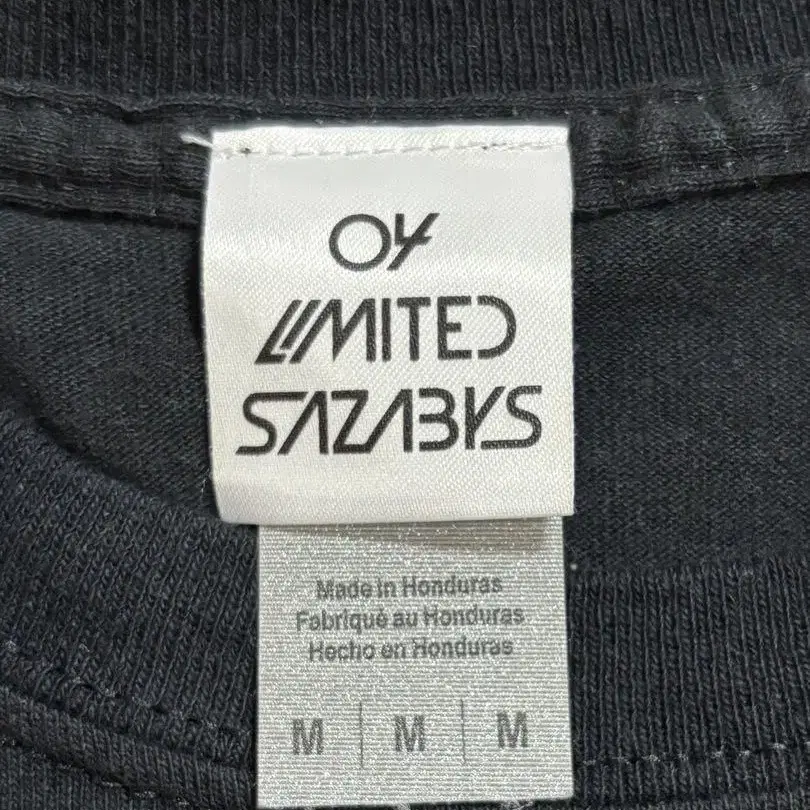 04
LIMITED
SAZABYS
Made in Honduras
Fabriqué au Honduras
Hecho en Honduras
M | M | M